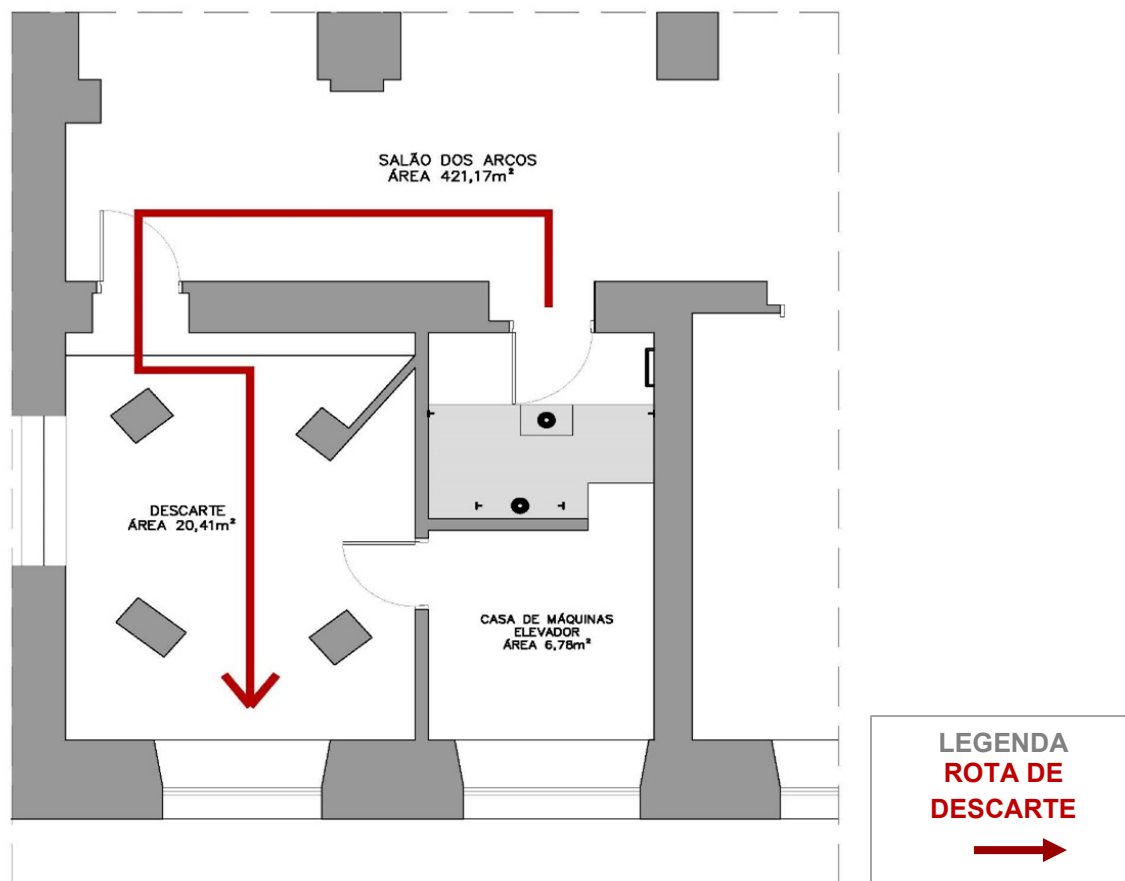 SALÃO DOS ARCOS
ÁREA 421,17m²
DESCARTE
ÁREA 20,41m²
CASA DE MÁQUINAS
ELEVADOR
ÁREA 6,78m²
LEGENDA
ROTA DE
DESCARTE